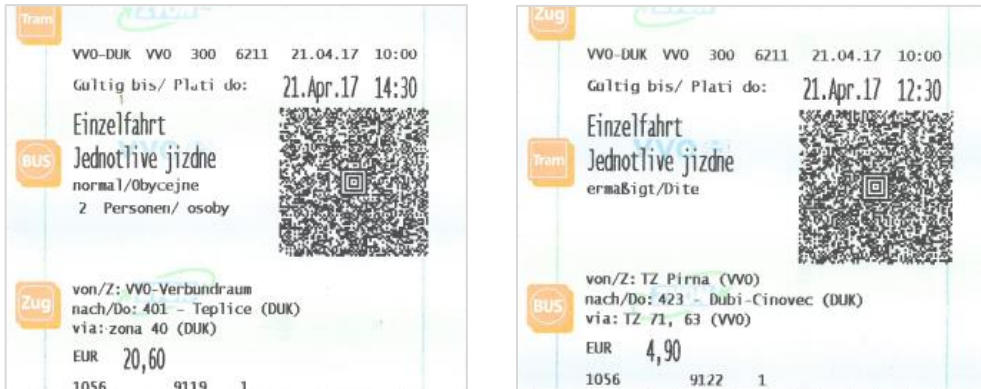 Tram
VVO-DUK VVO 300 6211 21.04.17 10:00
Gultig bis/ Plati do: 21.Apr.17 14:30
Einzelfahrt
BUS
Jednotlive jizdne
normal/Obycejne
2 Personen/ osoby
von/Z: VVO-Verbundraum
Zug
nach/Do: 401 - Teplice (DUK)
via: zona 40 (DUK)
EUR 20,60
1056 9119 1
Zug
VVO-DUK VVO 300 6211 21.04.17 10:00
Gultig bis/ Plati do: 21.Apr.17 12:30
Einzelfahrt
Tram
Jednotlive jizdne
ermaßigt/Dite
von/Z: TZ Pirna (VVO)
nach/Do: 423 - Dubi-Cinovec (DUK)
BUS
via: TZ 71, 63 (VVO)
EUR 4,90
1056 9122 1